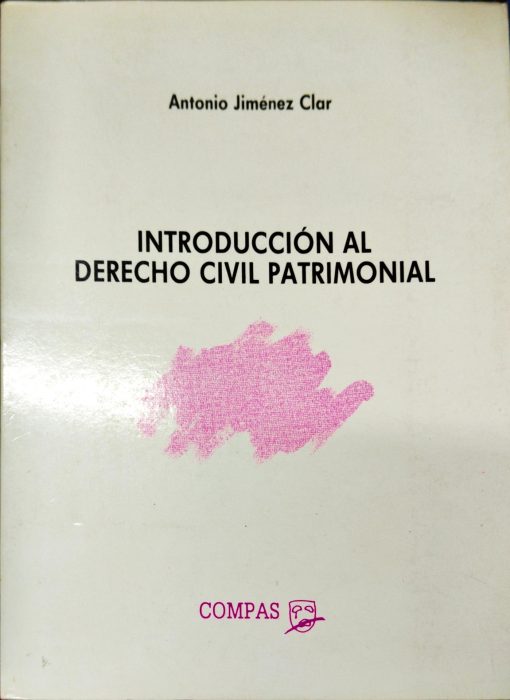 Antonio Jiménez Clar
INTRODUCCIÓN AL
DERECHO CIVIL PATRIMONIAL
COMPAS